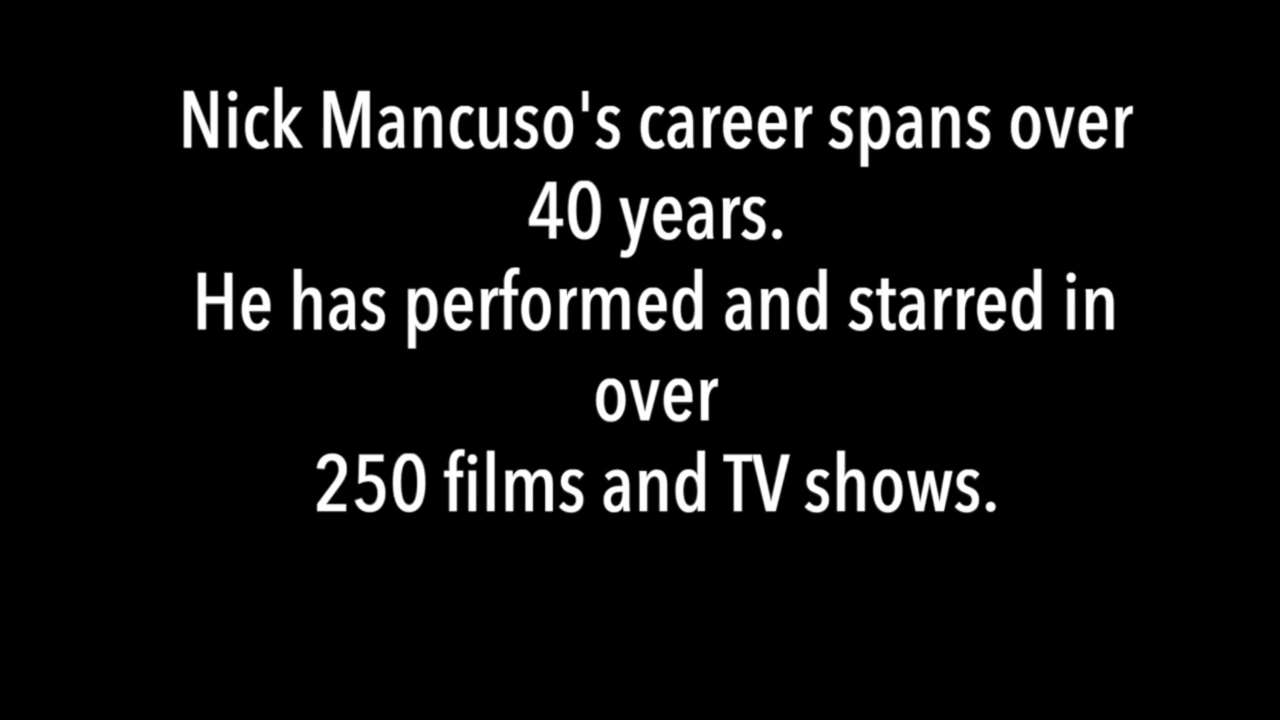 Nick Mancuso's career spans over
40 years.
He has performed and starred in
over
250 films and TV shows.